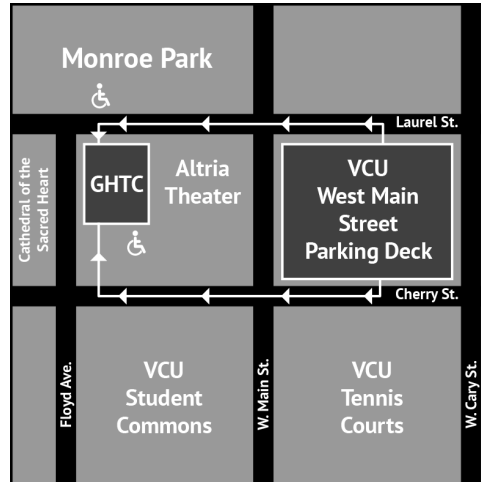 Monroe Park
Laurel St.
Cathedral of the
Sacred Heart
GHTC
Altria
Theater
VCU
West Main
Street
Parking Deck
Cherry St.
Floyd Ave.
VCU
Student
Commons
W. Main St.
VCU
Tennis
Courts
W. Cary St.